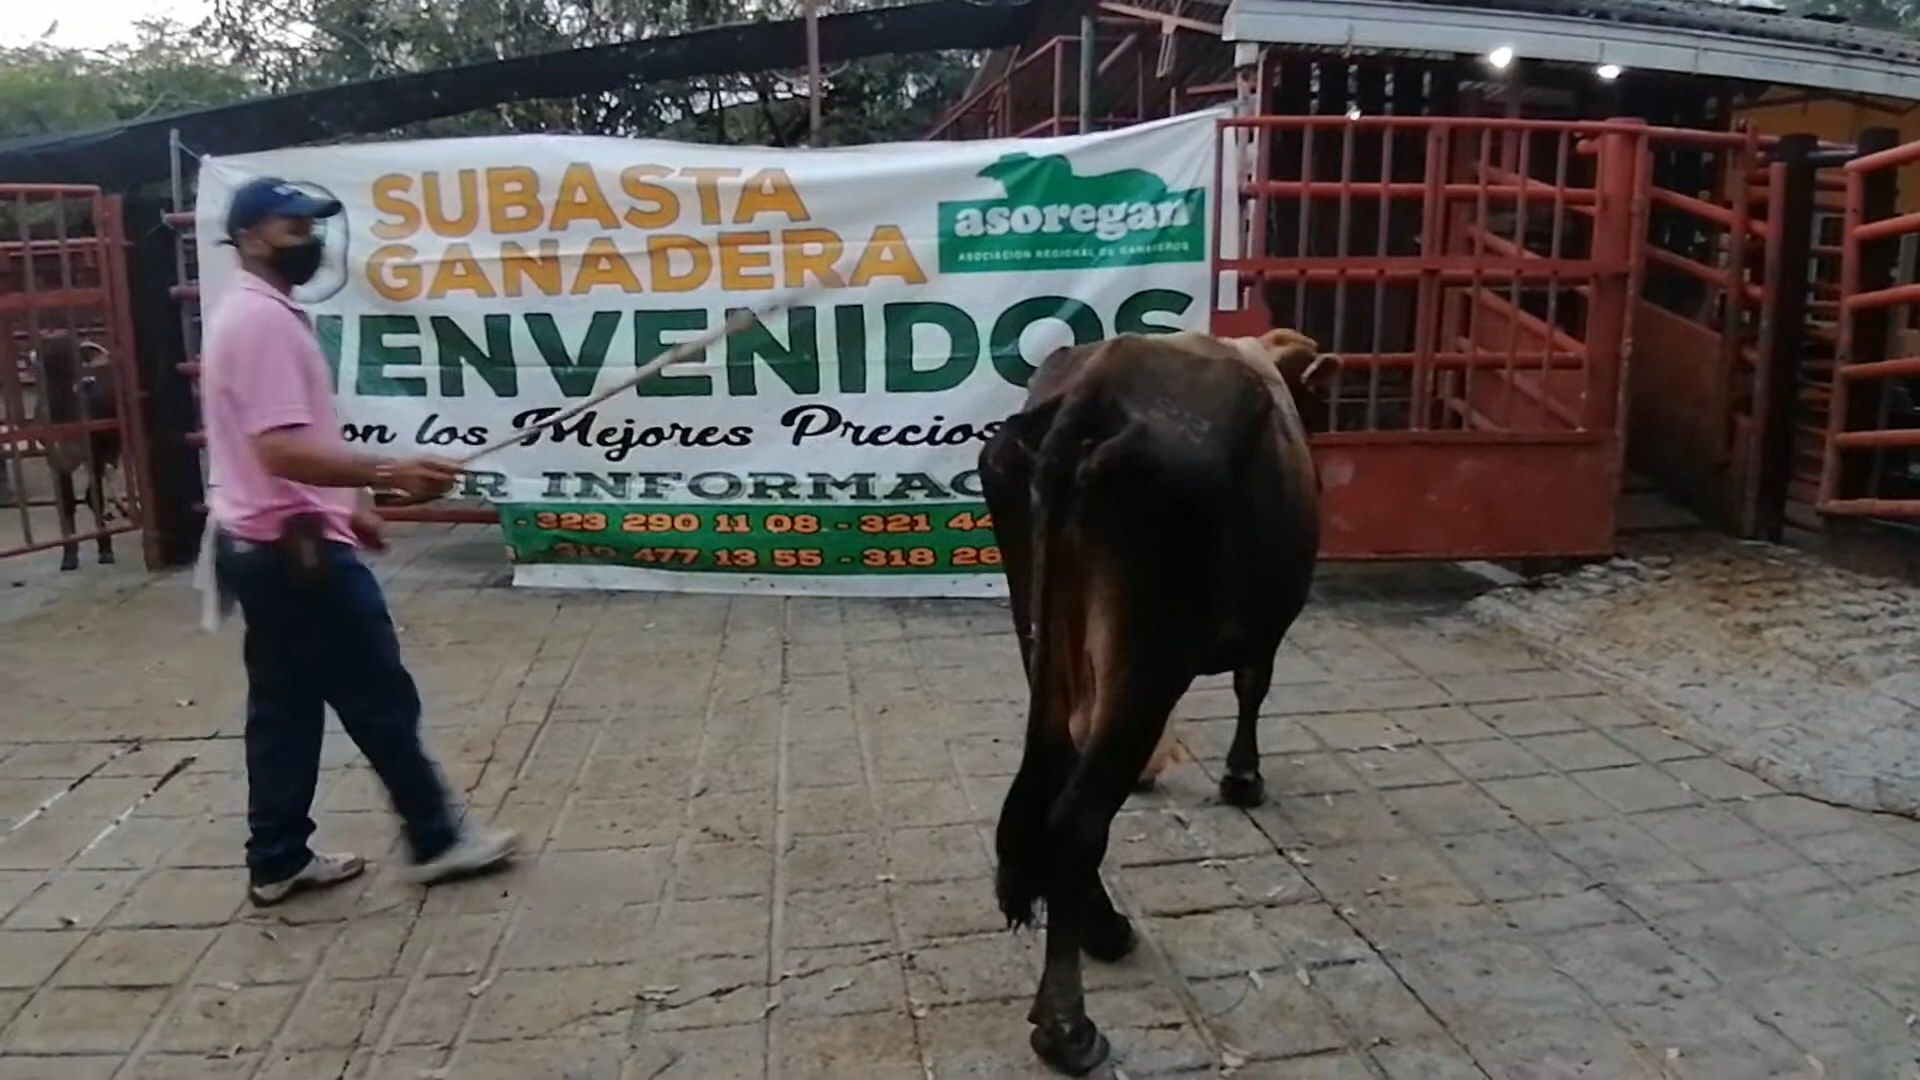 SUBASTA
GANADERA
asoregan
ASOCIACION REGIONAL DE GANADEROS
IENVENIDOS
on los Mejores Precios
R INFORMAC
- 323 290 11 08 - 321 44
310 477 13 55 - 318 26